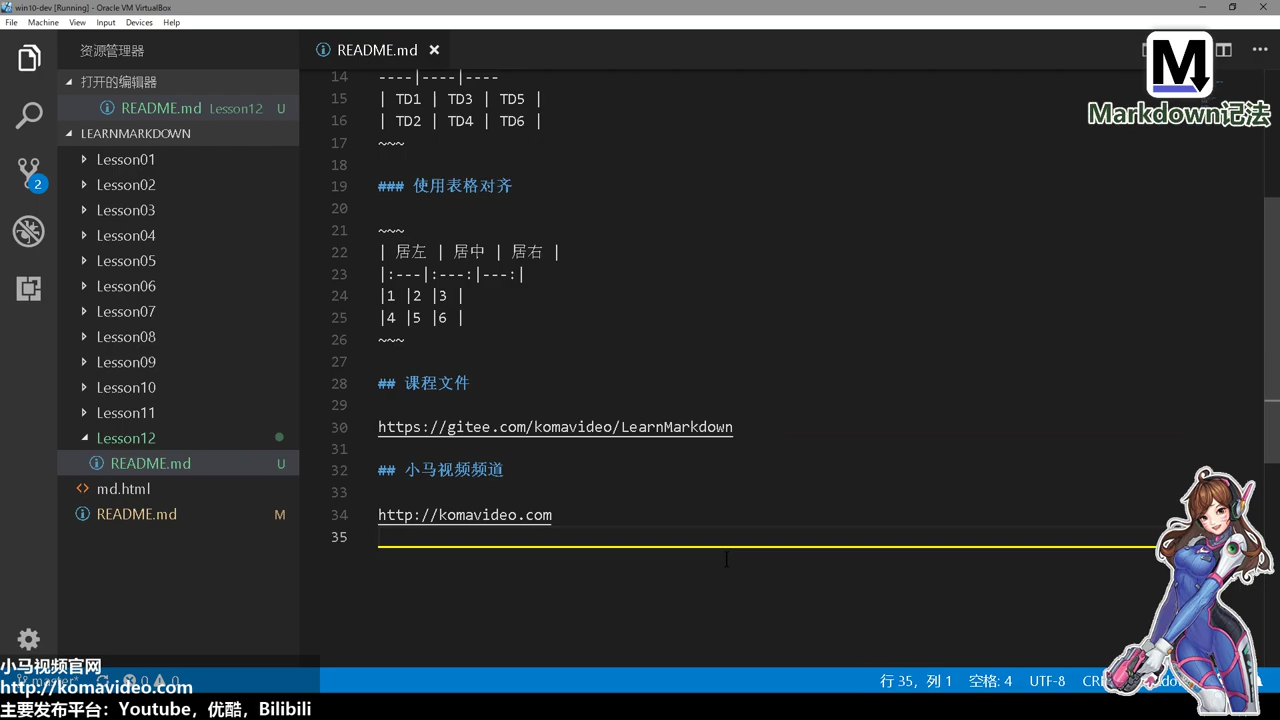 win10-dev [Running] - Oracle VM VirtualBox
File Machine View Input Devices Help
资源管理器
README.md
打开的编辑器
README.md Lesson12 U
LEARNMARKDOWN
Lesson01
Lesson02
Lesson03
Lesson04
Lesson05
Lesson06
Lesson07
Lesson08
Lesson09
Lesson10
Lesson11
Lesson12
README.md U
md.html
README.md M
2
M
Markdown记法
14 ----|----|----
15 | TD1 | TD3 | TD5 |
16 | TD2 | TD4 | TD6 |
17 ~~~
18
19 ### 使用表格对齐
20
21 ~~~
22 | 居左 | 居中 | 居右 |
23 |:---|:---:|---:|
24 |1 |2 |3 |
25 |4 |5 |6 |
26 ~~~
27
28 ## 课程文件
29
30 https://gitee.com/komavideo/LearnMarkdown
31
32 ## 小马视频频道
33
34 http://komavideo.com
35
小马视频官网
master* 0 0
http://komavideo.com
主要发布平台：Youtube，优酷，Bilibili
行 35，列 1 空格: 4 UTF-8